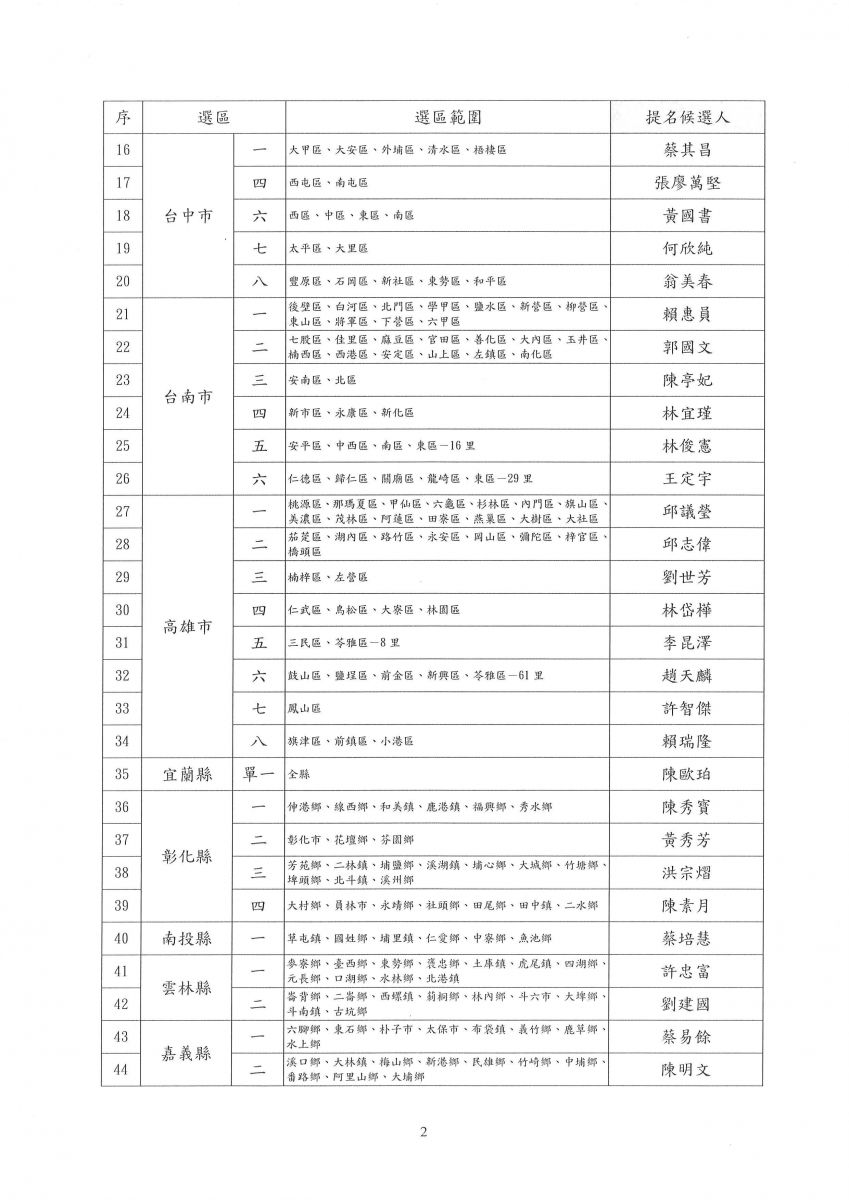 序 選區 選區範圍 提名候選人
16 一 大甲區、大安區、外埔區、清水區、梧棲區 蔡其昌
17 四 西屯區、南屯區 張廖萬堅
18 台中市 六 西區、中區、東區、南區 黃國書
19 七 太平區、大里區 何欣純
20 八 豐原區、石岡區、新社區、東勢區、和平區 翁美春
21 一 後壁區、白河區、北門區、學甲區、鹽水區、新營區、柳營區、
東山區、將軍區、下營區、六甲區 賴惠員
22 二 七股區、佳里區、麻豆區、官田區、善化區、大內區、玉井區、
楠西區、西港區、安定區、山上區、左鎮區、南化區 郭國文
23 三 安南區、北區 陳亭妃
台南市
24 四 新市區、永康區、新化區 林宜瑾
25 五 安平區、中西區、南區、東區－16 里 林俊憲
26 六 仁德區、歸仁區、關廟區、龍崎區、東區－29 里 王定宇
27 一 桃源區、那瑪夏區、甲仙區、六龜區、杉林區、內門區、旗山區、
美濃區、茂林區、阿蓮區、田寮區、燕巢區、大樹區、大社區 邱議瑩
28 二 茄萣區、湖內區、路竹區、永安區、岡山區、彌陀區、梓官區、
橋頭區 邱志偉
29 三 楠梓區、左營區 劉世芳
30 四 仁武區、鳥松區、大寮區、林園區 林岱樺
高雄市
31 五 三民區、苓雅區－8 里 李昆澤
32 六 鼓山區、鹽埕區、前金區、新興區、苓雅區－61 里 趙天麟
33 七 鳳山區 許智傑
34 八 旗津區、前鎮區、小港區 賴瑞隆
35 宜蘭縣 單一 全縣 陳歐珀
36 一 伸港鄉、線西鄉、和美鎮、鹿港鎮、福興鄉、秀水鄉 陳秀寳
37 二 彰化市、花壇鄉、芬園鄉 黃秀芳
彰化縣
38 三 芳苑鄉、二林鎮、埔鹽鄉、溪湖鎮、埔心鄉、大城鄉、竹塘鄉、
埤頭鄉、北斗鎮、溪州鄉 洪宗熠
39 四 大村鄉、員林市、永靖鄉、社頭鄉、田尾鄉、田中鎮、二水鄉 陳素月
40 南投縣 一 草屯鎮、國姓鄉、埔里鎮、仁愛鄉、中寮鄉、魚池鄉 蔡培慧
41 一 麥寮鄉、臺西鄉、東勢鄉、褒忠鄉、土庫鎮、虎尾鎮、四湖鄉、
元長鄉、口湖鄉、水林鄉、北港鎮 許忠富
雲林縣
42 二 崙背鄉、二崙鄉、西螺鎮、莿桐鄉、林內鄉、斗六市、大埤鄉、
斗南鎮、古坑鄉 劉建國
43 一 六腳鄉、東石鄉、朴子市、太保市、布袋鎮、義竹鄉、鹿草鄉、
水上鄉 蔡易餘
嘉義縣
44 二 溪口鄉、大林鎮、梅山鄉、新港鄉、民雄鄉、竹崎鄉、中埔鄉、
番路鄉、阿里山鄉、大埔鄉 陳明文
2